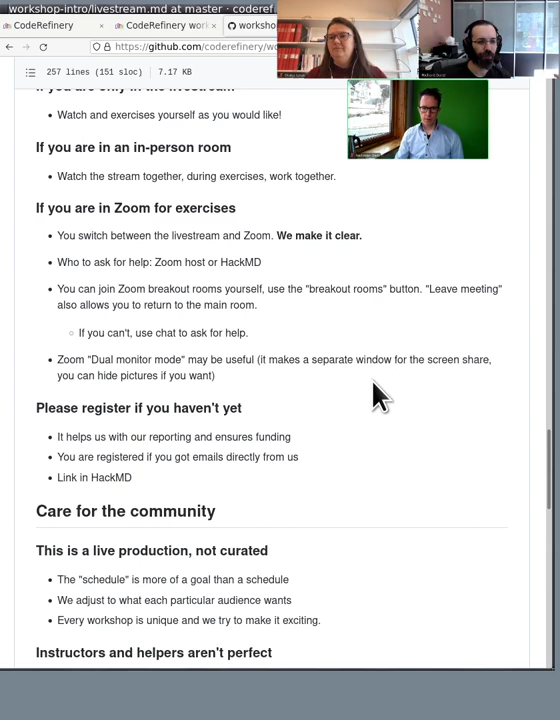 workshop-intro/livestream.md at master · coderef
CodeRefinery ×
CodeRefinery work ×
worksho
https://github.com/coderefinery/wo
257 lines (151 sloc) | 7.17 KB
If you are only in the livestream
• Watch and exercises yourself as you would like!
If you are in an in-person room
• Watch the stream together, during exercises, work together.
If you are in Zoom for exercises
• You switch between the livestream and Zoom. We make it clear.
• Who to ask for help: Zoom host or HackMD
• You can join Zoom breakout rooms yourself, use the "breakout rooms" button. "Leave meeting"
also allows you to return to the main room.
◦ If you can't, use chat to ask for help.
• Zoom "Dual monitor mode" may be useful (it makes a separate window for the screen share,
you can hide pictures if you want)
Please register if you haven't yet
• It helps us with our reporting and ensures funding
• You are registered if you got emails directly from us
• Link in HackMD
Care for the community
This is a live production, not curated
• The "schedule" is more of a goal than a schedule
• We adjust to what each particular audience wants
• Every workshop is unique and we try to make it exciting.
Instructors and helpers aren't perfect